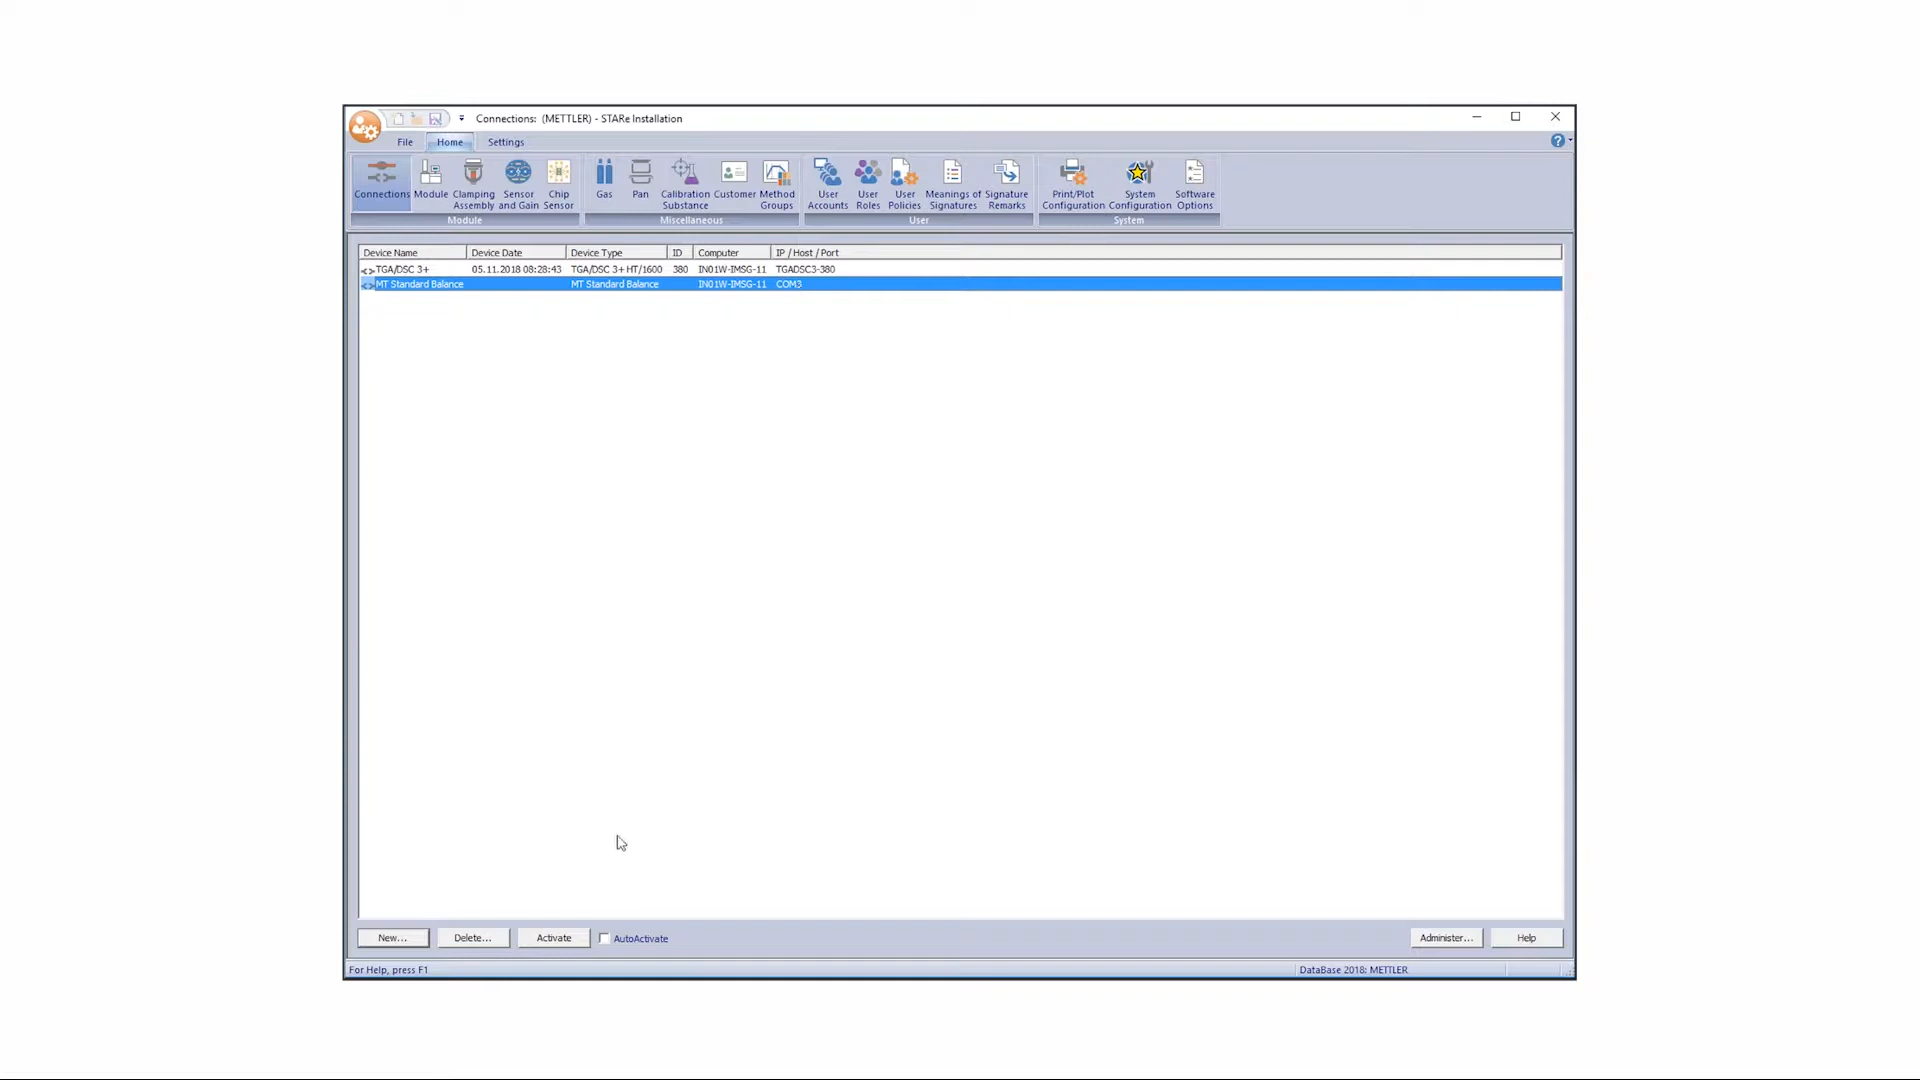 Connections: (METTLER) - STARe Installation
File Home Settings
Connections Module Clamping Assembly Sensor and Gain Chip Sensor
Module
Gas Pan Calibration Substance Customer Method Groups
Miscellaneous
User Accounts User Roles User Policies Meanings of Signatures Signature Remarks
User
Print/Plot Configuration System Configuration Software Options
System
Device Name Device Date Device Type ID Computer IP / Host / Port
TGA/DSC 3+ 05.11.2018 08:28:43 TGA/DSC 3+ HT/1600 380 IN01W-IMSG-11 TGADSC3-380
MT Standard Balance MT Standard Balance IN01W-IMSG-11 COM3
New... Delete... Activate AutoActivate Administer... Help
For Help, press F1 DataBase 2018: METTLER